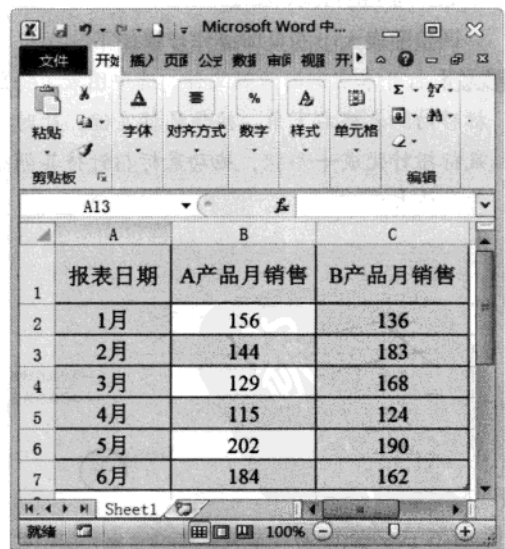 Microsoft Word 中...
文件 开始 插入 页面 公式 数据 审阅 视图 开
粘贴 字体 对齐方式 数字 样式 单元格
剪贴板 编辑
A13 fx
A B C
1 报表日期 A产品月销售 B产品月销售
2 1月 156 136
3 2月 144 183
4 3月 129 168
5 4月 115 124
6 5月 202 190
7 6月 184 162
Sheet1
就绪 100%